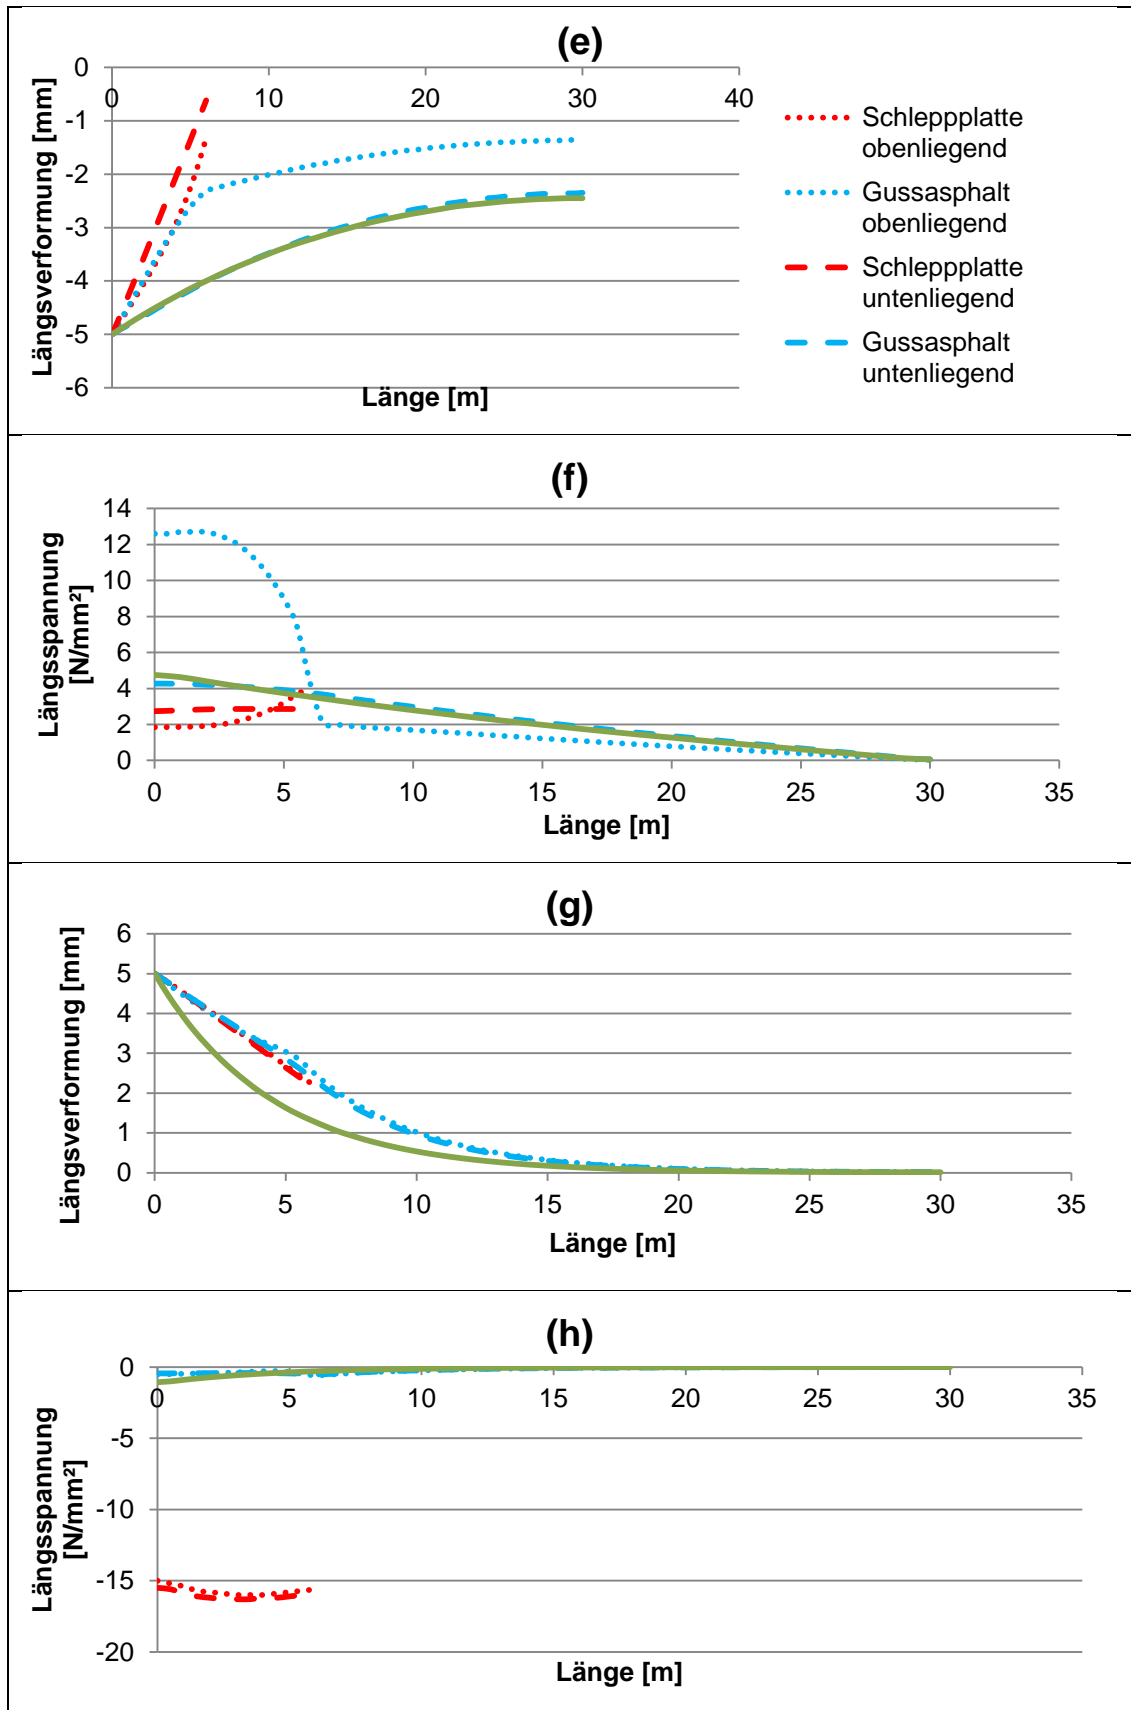 (e)
Längsverformung [mm]
0
-1
-2
-3
-4
-5
-6
0 10 20 30 40
Länge [m]
Schleppplatte
obenliegend
Gussasphalt
obenliegend
Schleppplatte
untenliegend
Gussasphalt
untenliegend
(f)
Längsspannung
[N/mm²]
14
12
10
8
6
4
2
0
0 5 10 15 20 25 30 35
Länge [m]
(g)
Längsverformung [mm]
6
5
4
3
2
1
0
0 5 10 15 20 25 30 35
Länge [m]
(h)
Längsspannung
[N/mm²]
0
-5
-10
-15
-20
0 5 10 15 20 25 30 35
Länge [m]